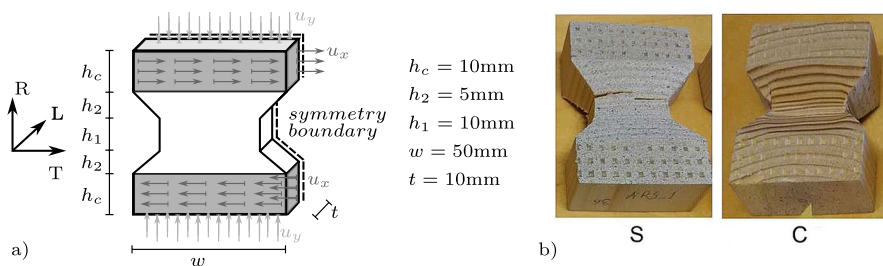 u_y
u_x
h_c
h_2
h_1
h_2
h_c
R
L
T
symmetry
boundary
u_x
t
u_y
w
a)
h_c = 10mm
h_2 = 5mm
h_1 = 10mm
w = 50mm
t = 10mm
b)
S
C